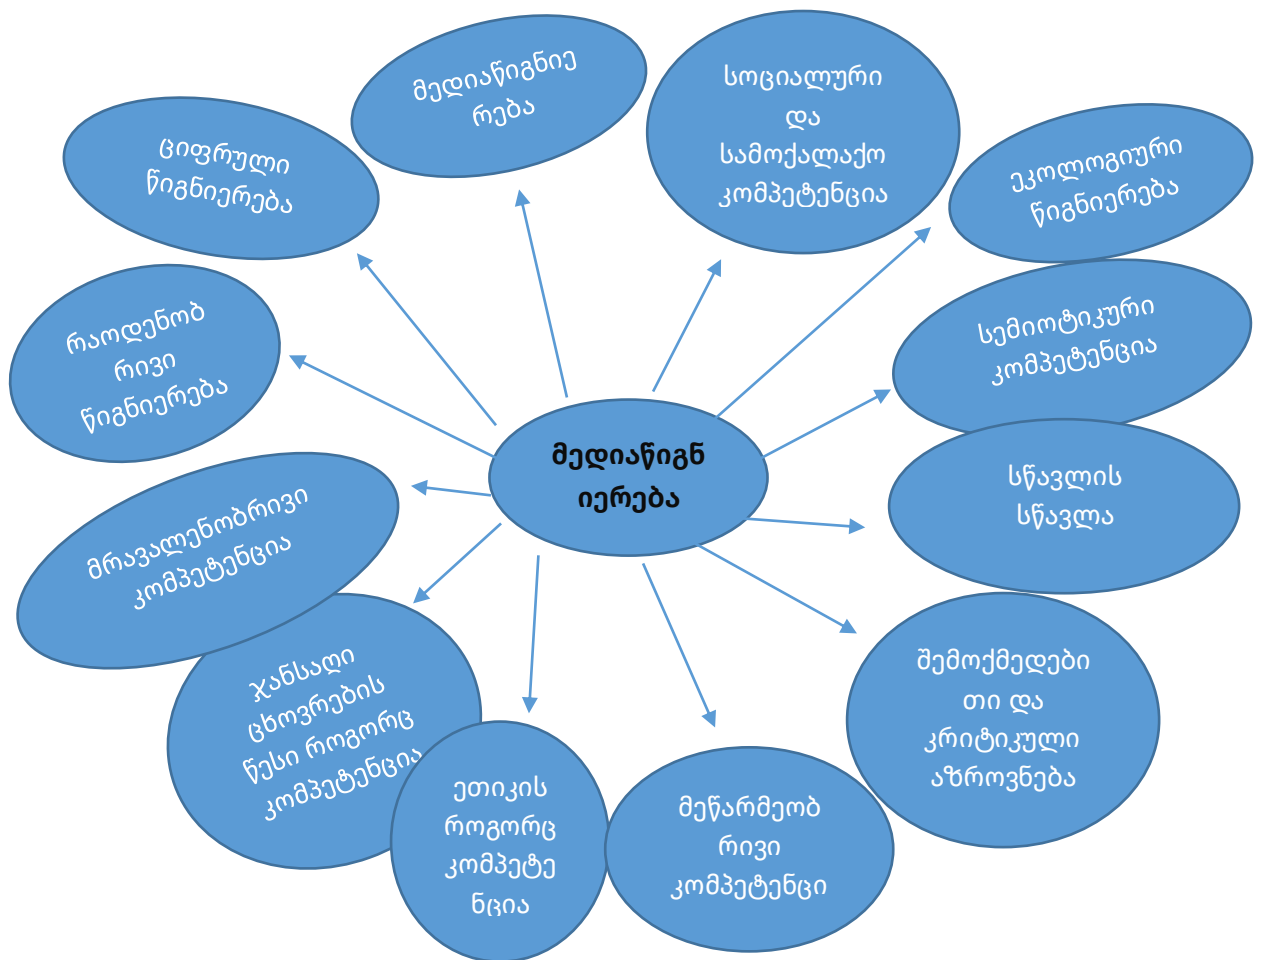 მედიაწიგნიე
რება
სოციალური
და
სამოქალაქო
კომპეტენცია
ციფრული
წიგნიერება
ეკოლოგიური
წიგნიერება
რაოდენობ
რივი
წიგნიერება
სემიოტიკური
კომპეტენცია
მედიაწიგნ
იერება
სწავლის
სწავლა
მრავალენობრივი
კომპეტენცია
ჯანსაღი
ცხოვრების
წესი როგორც
კომპეტენცია
შემოქმედები
თი და
კრიტიკული
აზროვნება
ეთიკის
როგორც
კომპეტე
ნცია
მეწარმეობ
რივი
კომპეტენცი